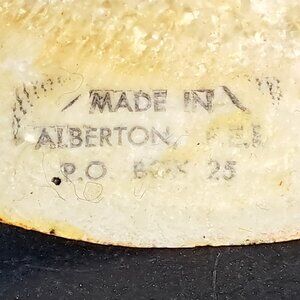 MADE IN
ALBERTON, P.E.I.
P.O. BOX 25